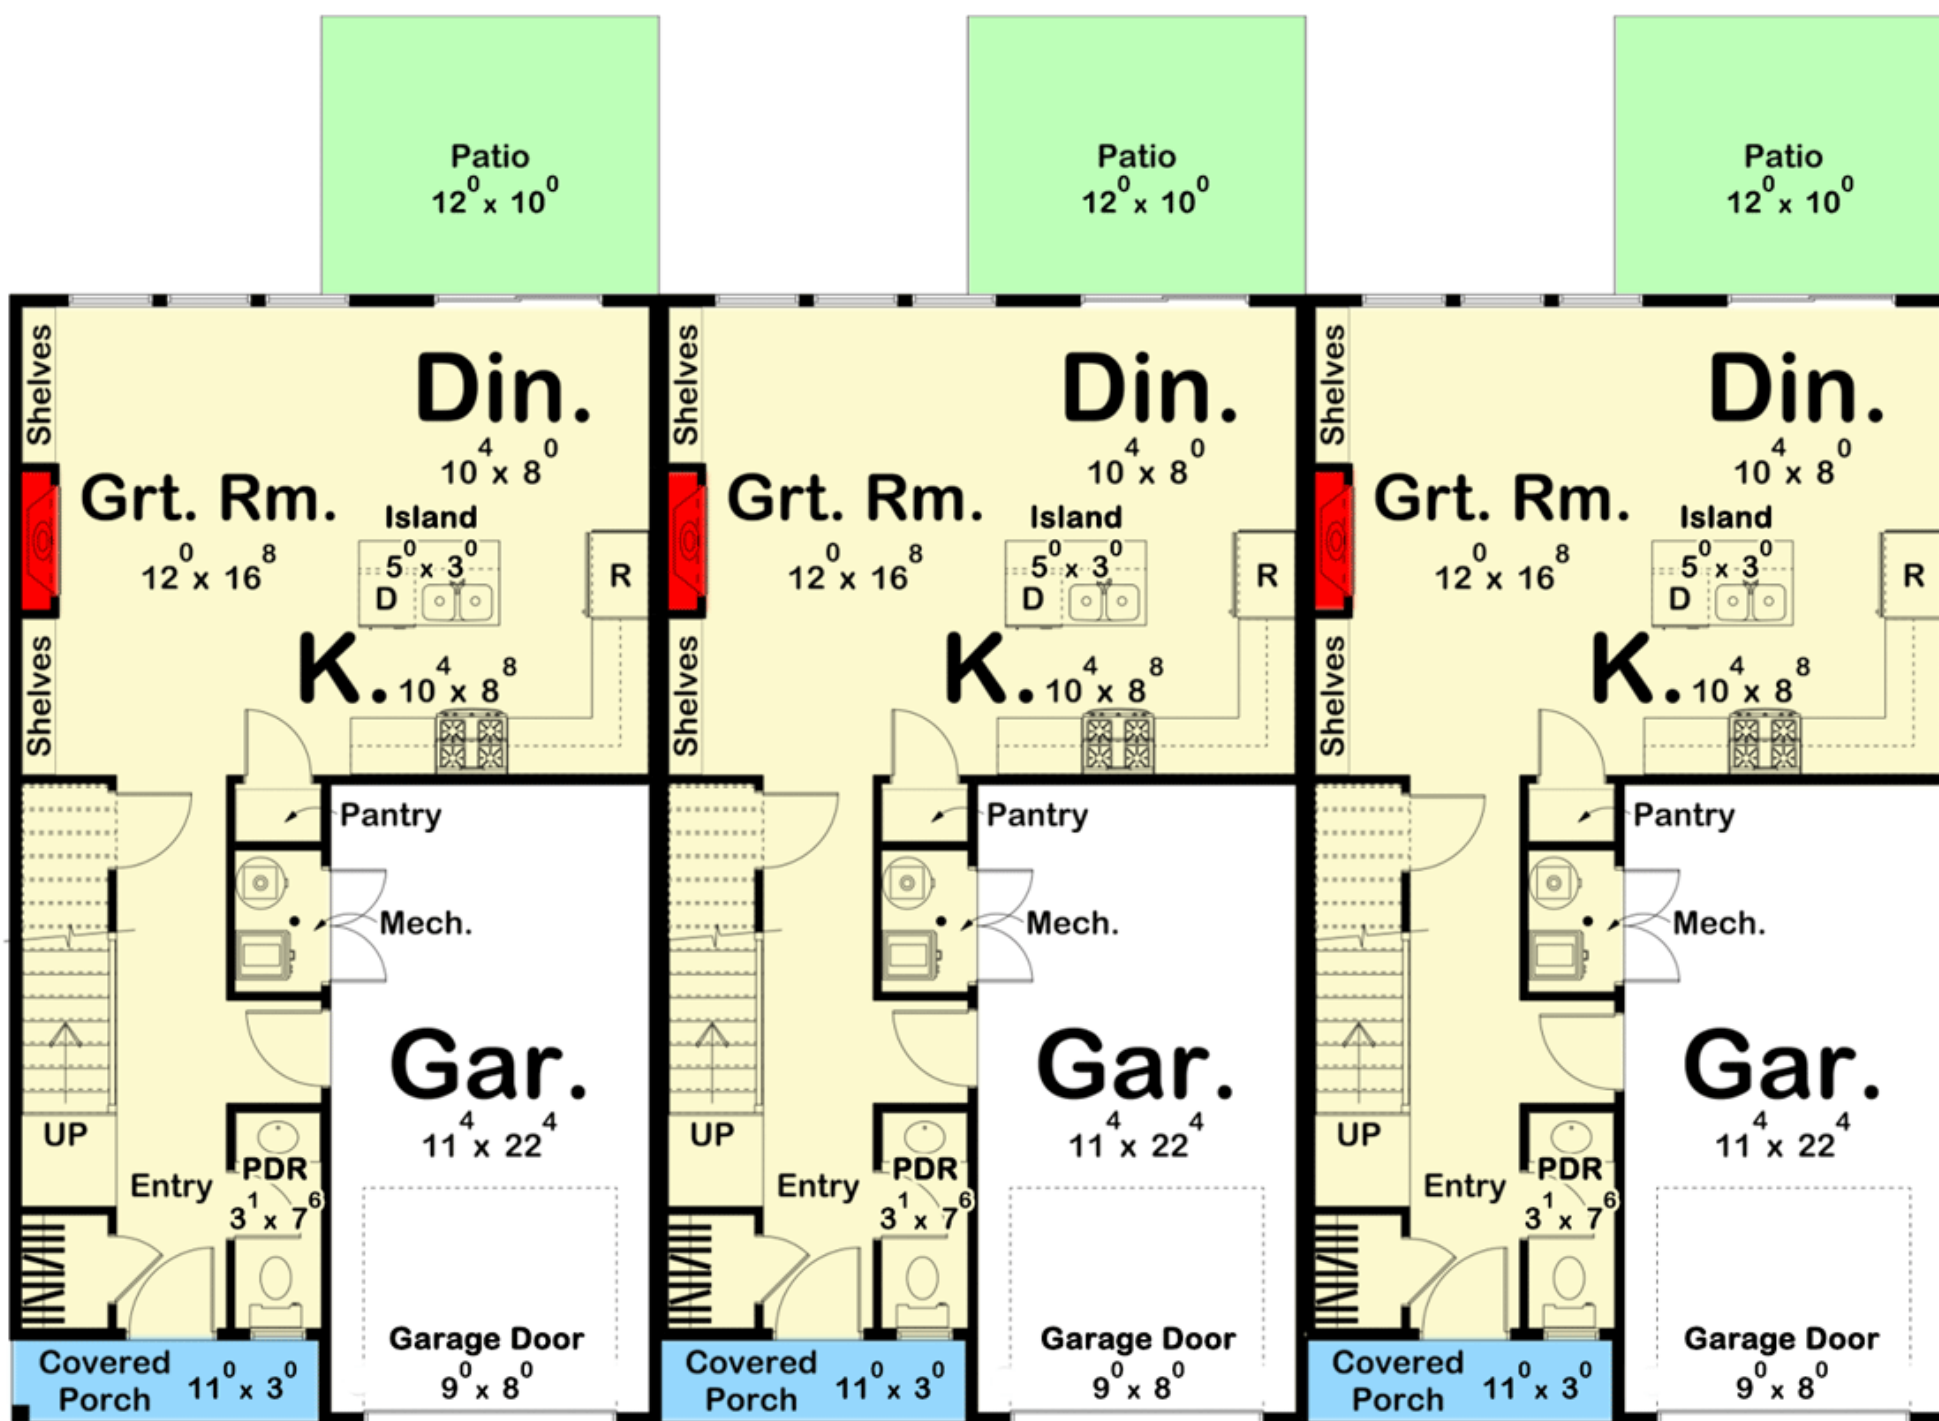 Patio
12⁰ x 10⁰
Patio
12⁰ x 10⁰
Patio
12⁰ x 10⁰
Shelves
Din.
10⁴ x 8⁰
Grt. Rm.
12⁰ x 16⁸
Island
5⁰ x 3⁰
D
R
K. 10⁴ x 8⁸
Shelves
Pantry
Mech.
Gar.
11⁴ x 22⁴
UP
Entry
PDR
3¹ x 7⁶
Garage Door
9⁰ x 8⁰
Covered
Porch 11⁰ x 3⁰
Shelves
Din.
10⁴ x 8⁰
Grt. Rm.
12⁰ x 16⁸
Island
5⁰ x 3⁰
D
R
K. 10⁴ x 8⁸
Shelves
Pantry
Mech.
Gar.
11⁴ x 22⁴
UP
Entry
PDR
3¹ x 7⁶
Garage Door
9⁰ x 8⁰
Covered
Porch 11⁰ x 3⁰
Shelves
Din.
10⁴ x 8⁰
Grt. Rm.
12⁰ x 16⁸
Island
5⁰ x 3⁰
D
R
K. 10⁴ x 8⁸
Shelves
Pantry
Mech.
Gar.
11⁴ x 22⁴
UP
Entry
PDR
3¹ x 7⁶
Garage Door
9⁰ x 8⁰
Covered
Porch 11⁰ x 3⁰